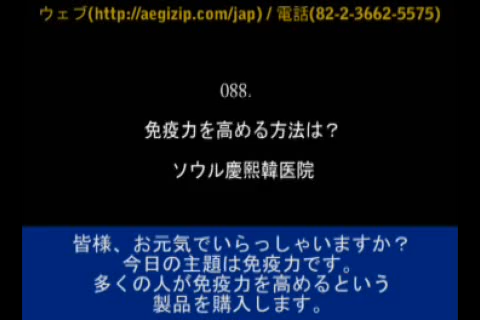 ウェブ(http://aegizip.com/jap) / 電話(82-2-3662-5575)
088.
免疫力を高める方法は？
ソウル慶熙韓医院
皆様、お元気でいらっしゃいますか？
今日の主題は免疫力です。
多くの人が免疫力を高めるという
製品を購入します。